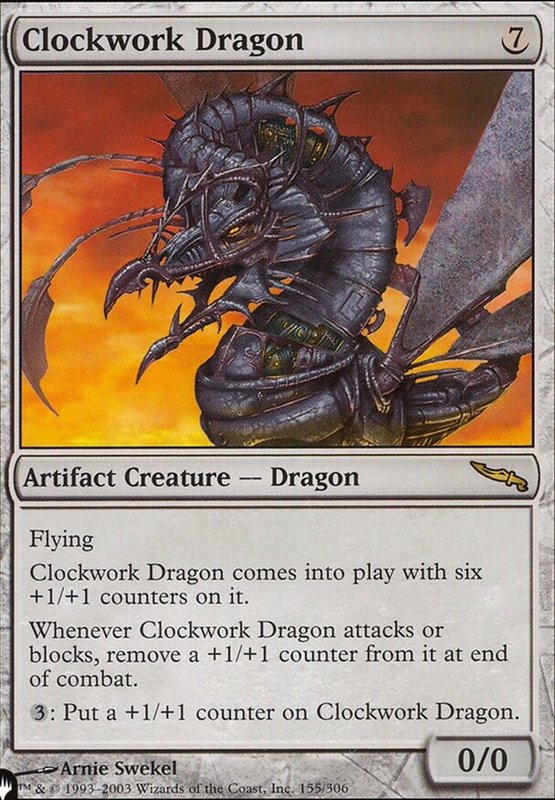 Clockwork Dragon 7
Artifact Creature — Dragon
Flying
Clockwork Dragon comes into play with six
+1/+1 counters on it.
Whenever Clockwork Dragon attacks or
blocks, remove a +1/+1 counter from it at end
of combat.
3: Put a +1/+1 counter on Clockwork Dragon.
0/0
Arnie Swekel
™ & © 1993–2003 Wizards of the Coast, Inc. 155/306